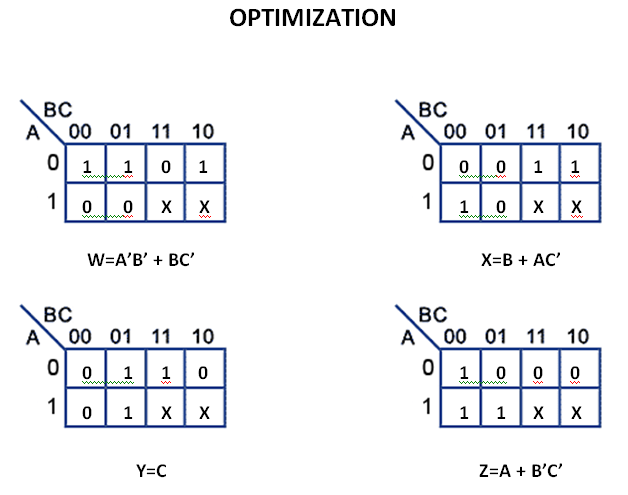 OPTIMIZATION
BC
A 00 01 11 10
0 1 1 0 1
1 0 0 X X
W=A’B’ + BC’
BC
A 00 01 11 10
0 0 0 1 1
1 1 0 X X
X=B + AC’
BC
A 00 01 11 10
0 0 1 1 0
1 0 1 X X
Y=C
BC
A 00 01 11 10
0 1 0 0 0
1 1 1 X X
Z=A + B’C’